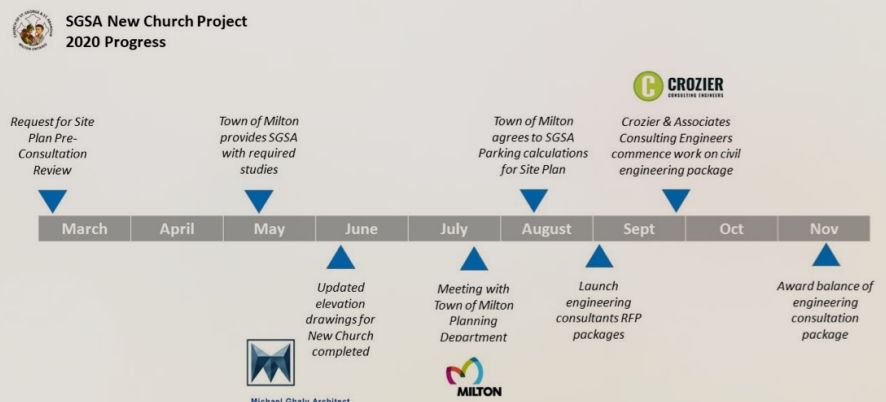 SGSA New Church Project
2020 Progress
CROZIER
CONSULTING ENGINEERS
Request for Site
Plan Pre-
Consultation
Review
Town of Milton
provides SGSA
with required
studies
Town of Milton
agrees to SGSA
Parking calculations
for Site Plan
Crozier & Associates
Consulting Engineers
commence work on civil
engineering package
March April May June July August Sept Oct Nov
Updated
elevation
drawings for
New Church
completed
Meeting with
Town of Milton
Planning
Department
Launch
engineering
consultants RFP
packages
Award balance of
engineering
consultation
package
MILTON
Michael Ghaly Architect